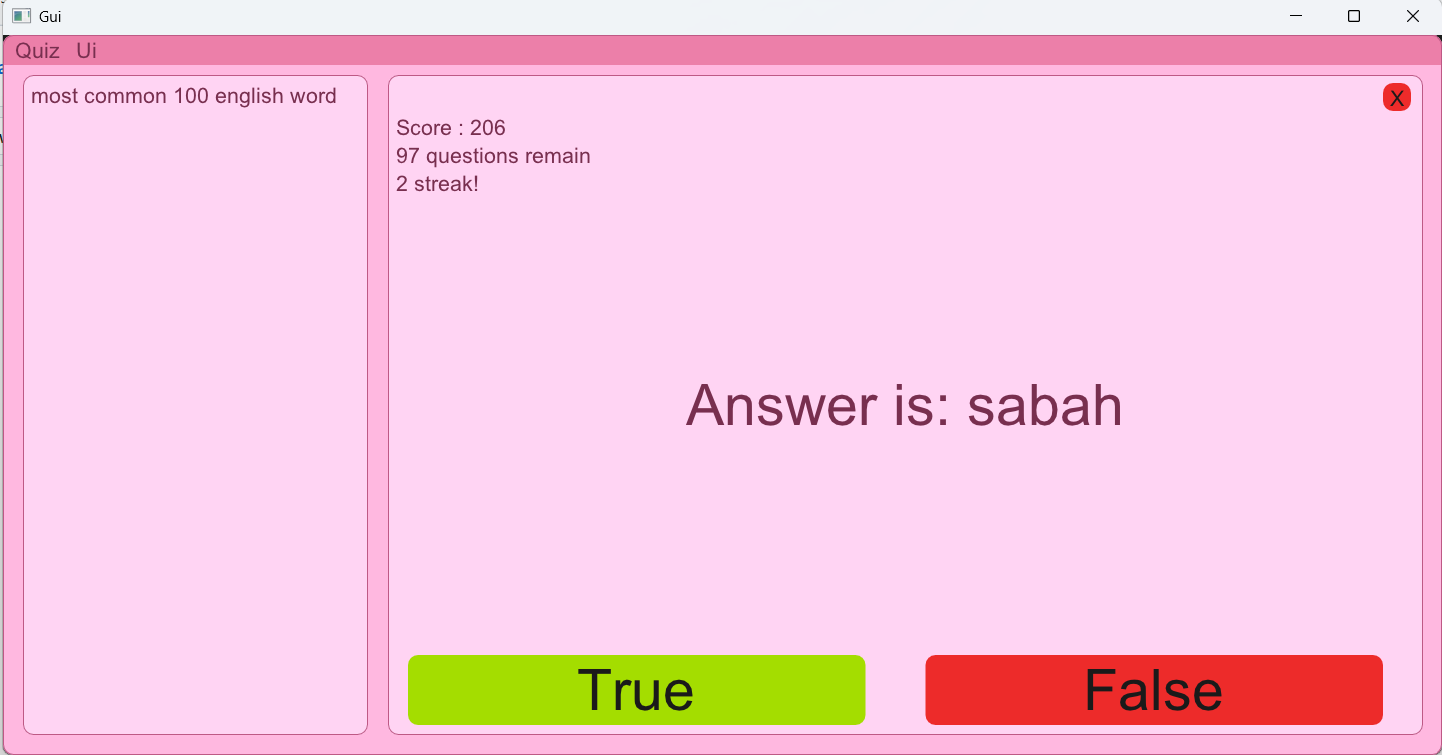 Gui
Quiz Ui
most common 100 english word
X
Score : 206
97 questions remain
2 streak!
Answer is: sabah
True False